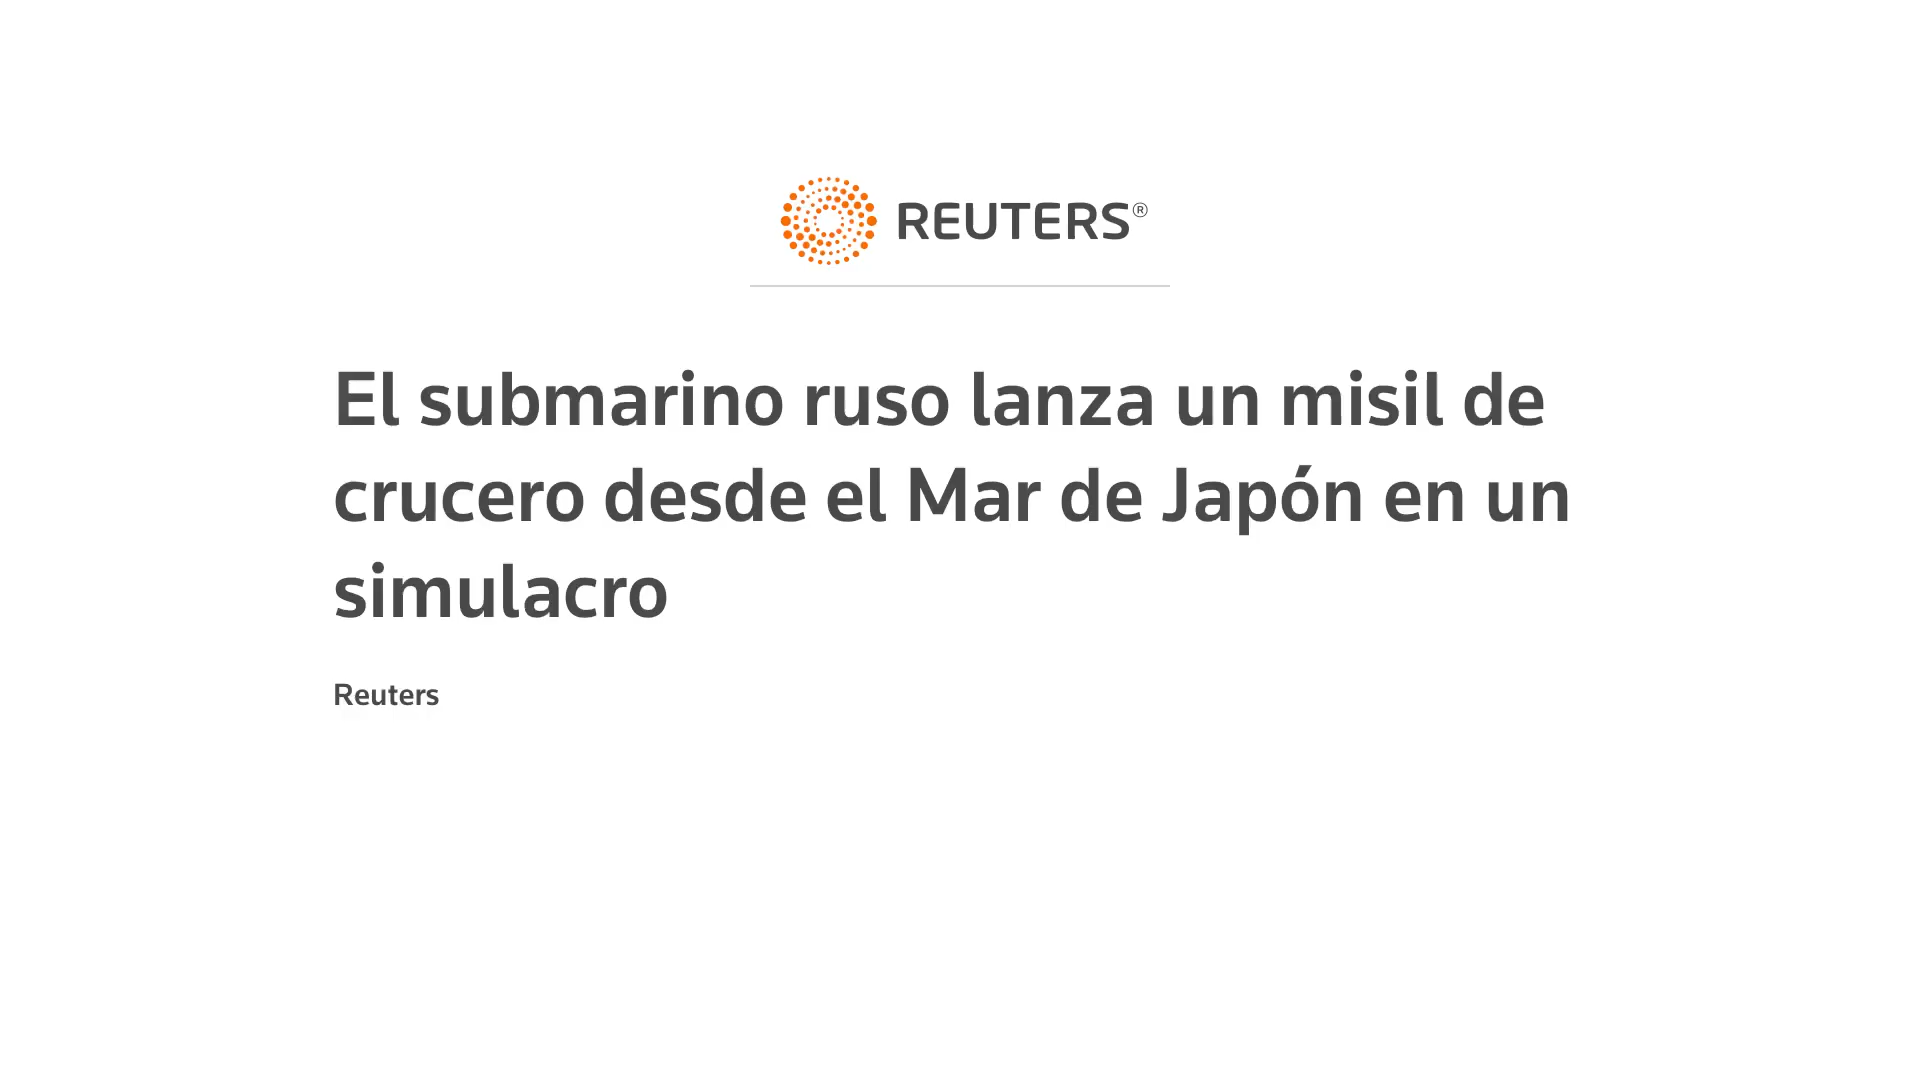 REUTERS®
El submarino ruso lanza un misil de
crucero desde el Mar de Japón en un
simulacro
Reuters